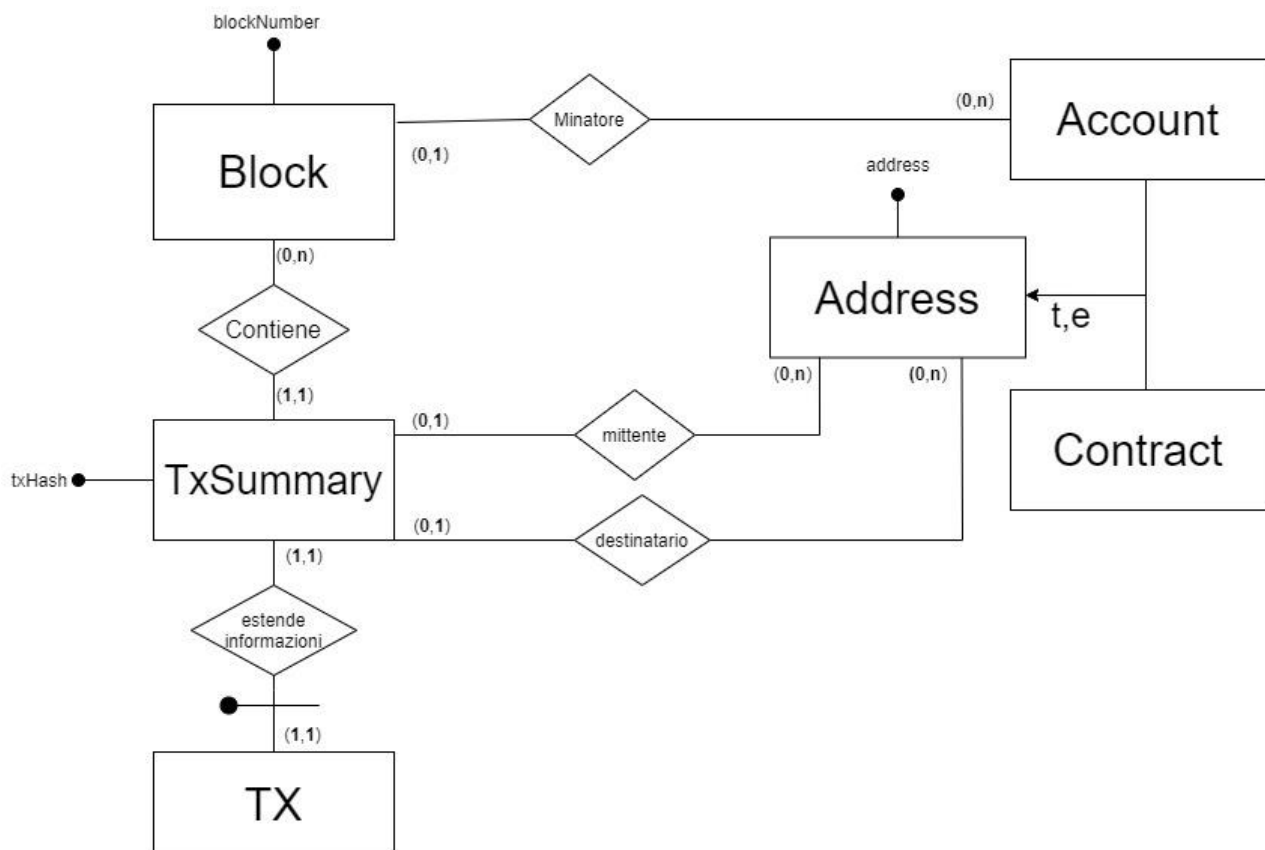 blockNumber
Block
(0,1)
Minatore
(0,n)
Account
address
Address
t,e
Contract
(0,n)
Contiene
(1,1)
(0,n)
(0,n)
(0,1)
mittente
txHash
TxSummary
(0,1)
destinatario
(1,1)
estende
informazioni
(1,1)
TX